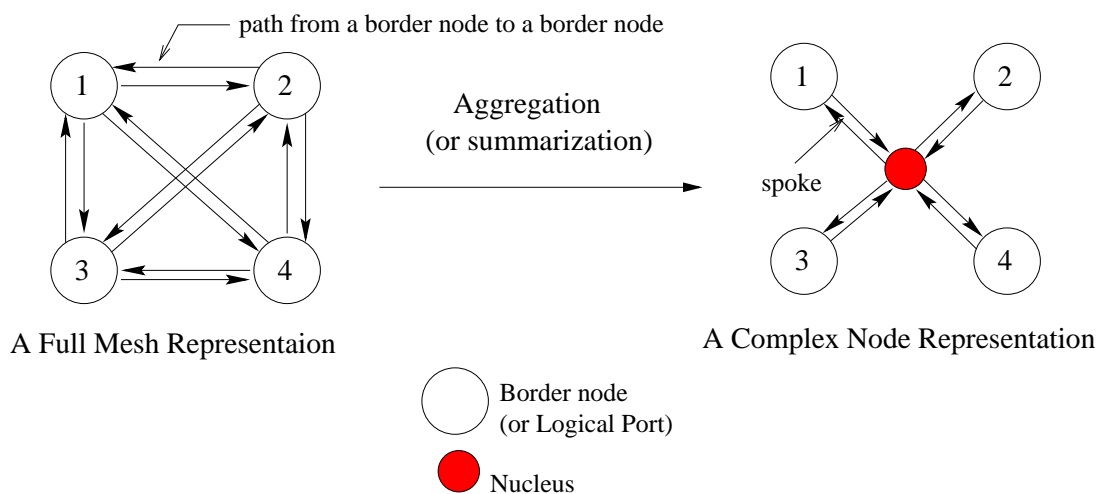 path from a border node to a border node
1
2
3
4
A Full Mesh Representaion
Aggregation
(or summarization)
1
2
spoke
3
4
A Complex Node Representation
Border node
(or Logical Port)
Nucleus